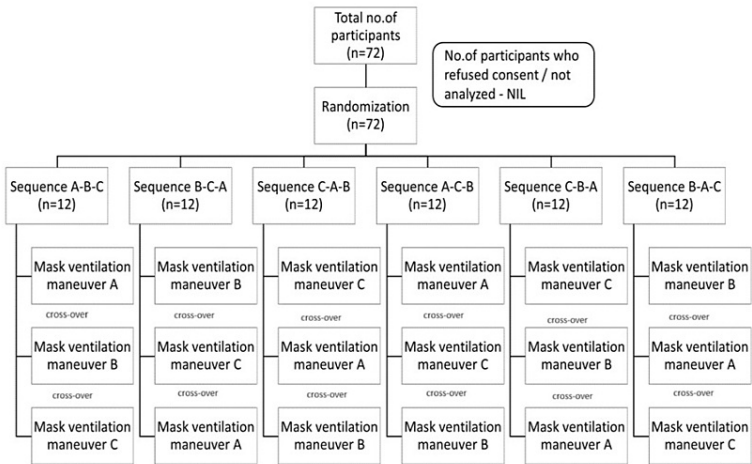 Total no.of
participants
(n=72)
No.of participants who
refused consent / not
analyzed - NIL
Randomization
(n=72)
Sequence A-B-C
(n=12)
Sequence B-C-A
(n=12)
Sequence C-A-B
(n=12)
Sequence A-C-B
(n=12)
Sequence C-B-A
(n=12)
Sequence B-A-C
(n=12)
Mask ventilation
maneuver A
Mask ventilation
maneuver B
Mask ventilation
maneuver C
Mask ventilation
maneuver A
Mask ventilation
maneuver C
Mask ventilation
maneuver B
cross-over
cross-over
cross-over
cross-over
cross-over
cross-over
Mask ventilation
maneuver B
Mask ventilation
maneuver C
Mask ventilation
maneuver A
Mask ventilation
maneuver C
Mask ventilation
maneuver B
Mask ventilation
maneuver A
cross-over
cross-over
cross-over
cross-over
cross-over
cross-over
Mask ventilation
maneuver C
Mask ventilation
maneuver A
Mask ventilation
maneuver B
Mask ventilation
maneuver B
Mask ventilation
maneuver A
Mask ventilation
maneuver C